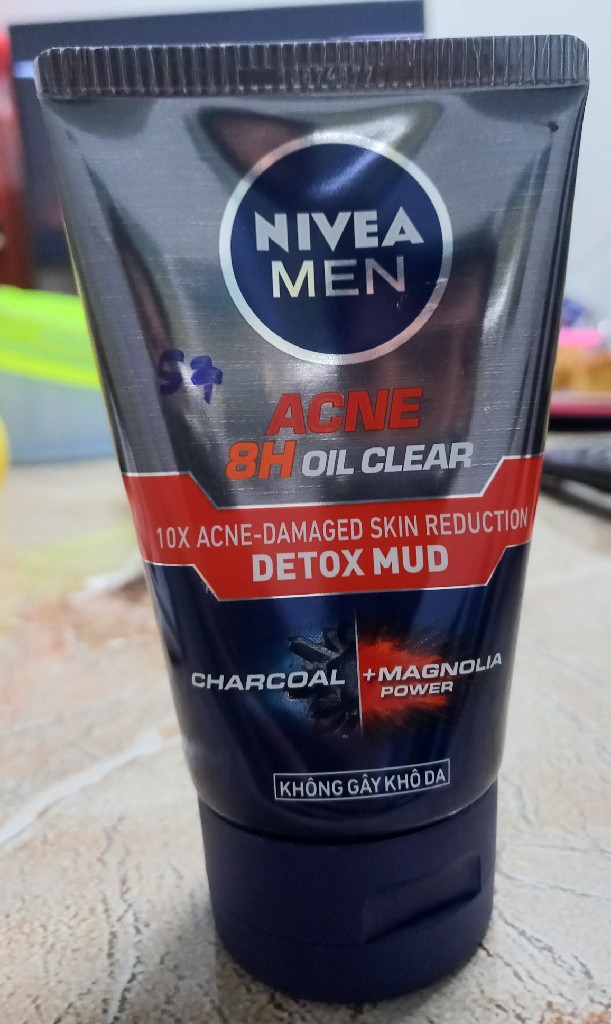 NIVEA
MEN
57
ACNE
8H OIL CLEAR
10X ACNE-DAMAGED SKIN REDUCTION
DETOX MUD
CHARCOAL +MAGNOLIA
POWER
KHÔNG GÂY KHÔ DA